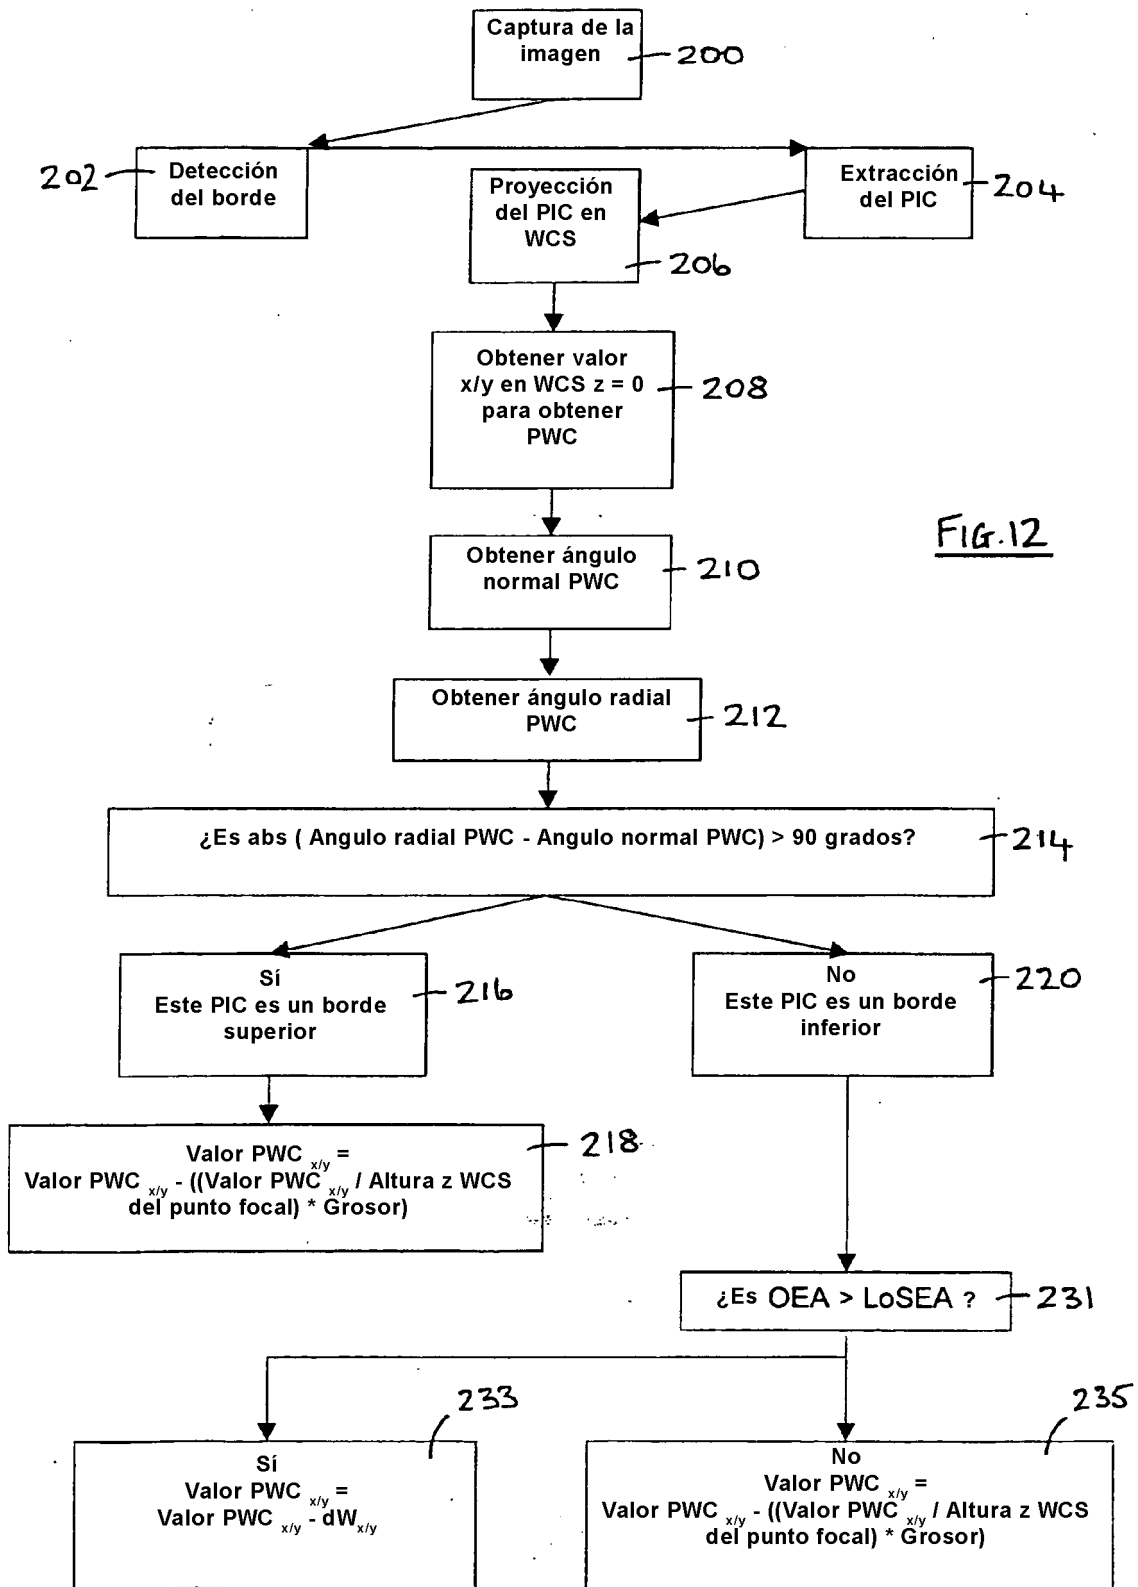 Captura de la
imagen
200
202
Detección
del borde
Extracción
del PIC
204
Proyección
del PIC en
WCS
206
Obtener valor
x/y en WCS z = 0
para obtener
PWC
208
FIG.12
Obtener ángulo
normal PWC
210
Obtener ángulo radial
PWC
212
¿Es abs ( Angulo radial PWC - Angulo normal PWC) > 90 grados?
214
Sí
Este PIC es un borde
superior
216
No
Este PIC es un borde
inferior
220
Valor PWC x/y =
Valor PWC x/y - ((Valor PWC x/y / Altura z WCS
del punto focal) * Grosor)
218
¿Es OEA > LoSEA ?
231
233
Sí
Valor PWC x/y =
Valor PWC x/y - dWx/y
235
No
Valor PWC x/y =
Valor PWC x/y - ((Valor PWC x/y / Altura z WCS
del punto focal) * Grosor)